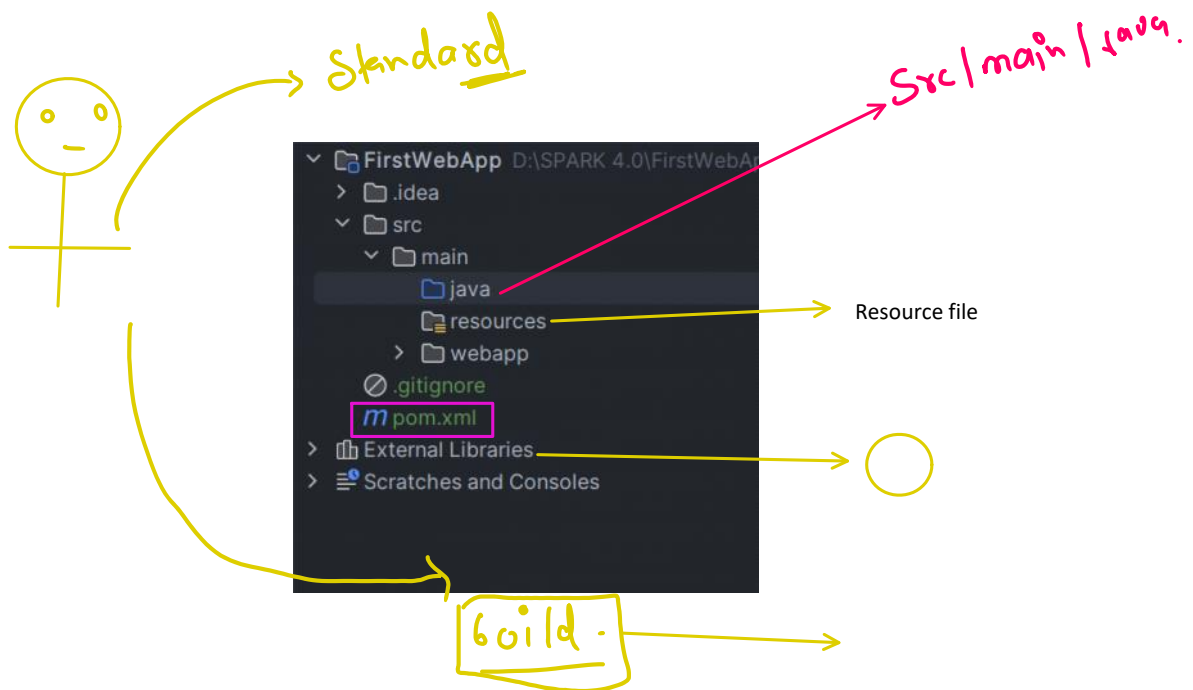 Standard
Src/main/java.
FirstWebApp D:\SPARK 4.0\FirstWebAp
.idea
src
main
java
resources
Resource file
webapp
.gitignore
m pom.xml
External Libraries
Scratches and Consoles
build.